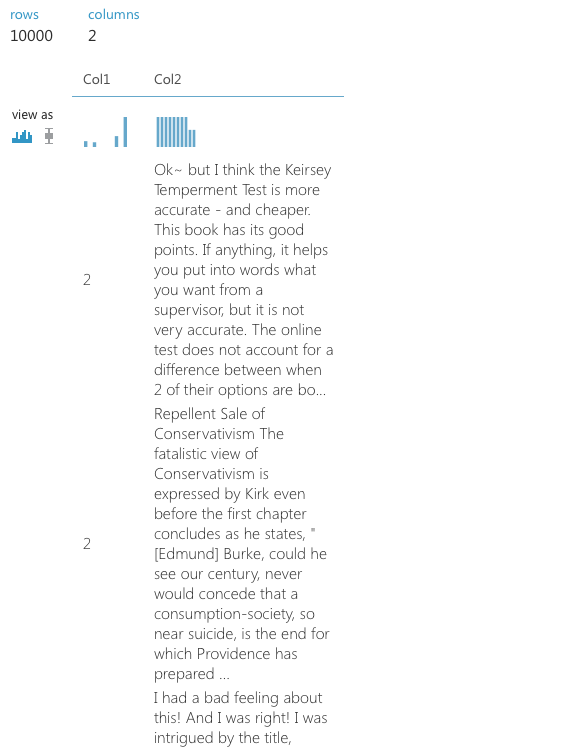 rows columns
10000 2
Col1 Col2
view as
Ok~ but I think the Keirsey
Temperment Test is more
accurate - and cheaper.
This book has its good
points. If anything, it helps
you put into words what
you want from a
supervisor, but it is not
very accurate. The online
test does not account for a
difference between when
2 of their options are bo...
2
Repellent Sale of
Conservativism The
fatalistic view of
Conservativism is
expressed by Kirk even
before the first chapter
concludes as he states, "
[Edmund] Burke, could he
see our century, never
would concede that a
consumption-society, so
near suicide, is the end for
which Providence has
prepared ...
2
I had a bad feeling about
this! And I was right! I was
intrigued by the title,